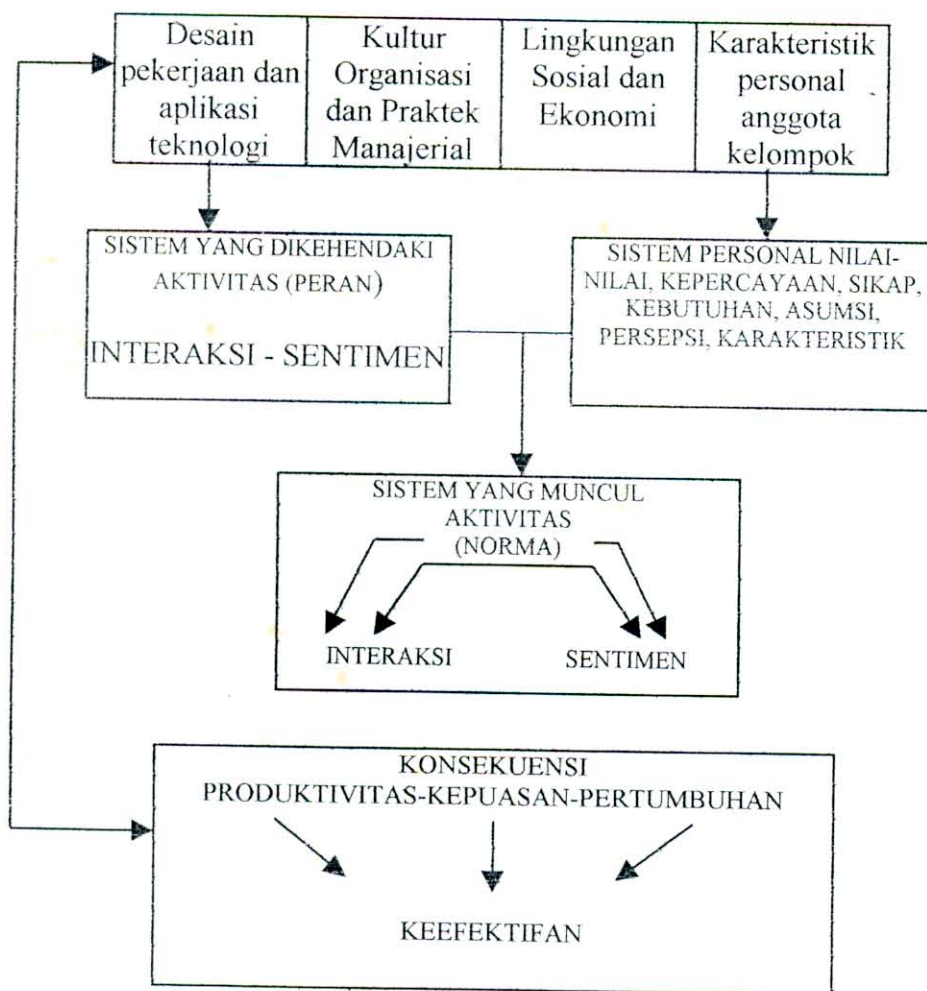 Desain
pekerjaan dan
aplikasi
teknologi
Kultur
Organisasi
dan Praktek
Manajerial
Lingkungan
Sosial dan
Ekonomi
Karakteristik
personal
anggota
kelompok
SISTEM YANG DIKEHENDAKI
AKTIVITAS (PERAN)
INTERAKSI - SENTIMEN
SISTEM PERSONAL NILAI-
NILAI, KEPERCAYAAN, SIKAP,
KEBUTUHAN, ASUMSI,
PERSEPSI, KARAKTERISTIK
SISTEM YANG MUNCUL
AKTIVITAS
(NORMA)
INTERAKSI
SENTIMEN
KONSEKUENSI
PRODUKTIVITAS-KEPUASAN-PERTUMBUHAN
KEEFEKTIFAN